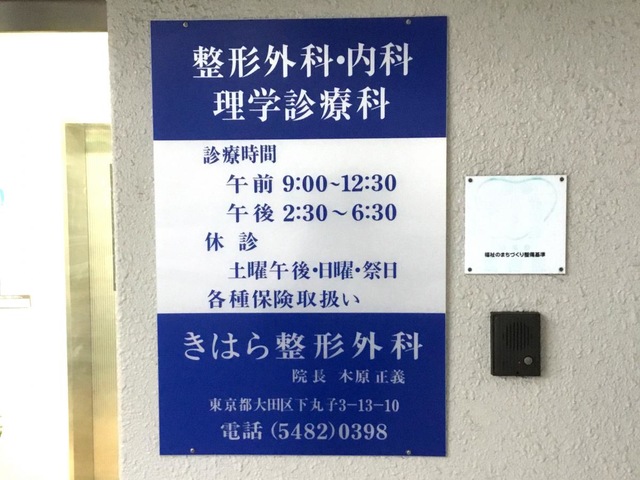 整形外科・内科
理学診療科
診療時間
午前 9:00~12:30
午後 2:30~6:30
休診
土曜午後・日曜・祭日
各種保険取扱い
きはら整形外科
院長 木原正義
東京都大田区下丸子3-13-10
電話(5482)0398
福祉のまちづくり整備基準